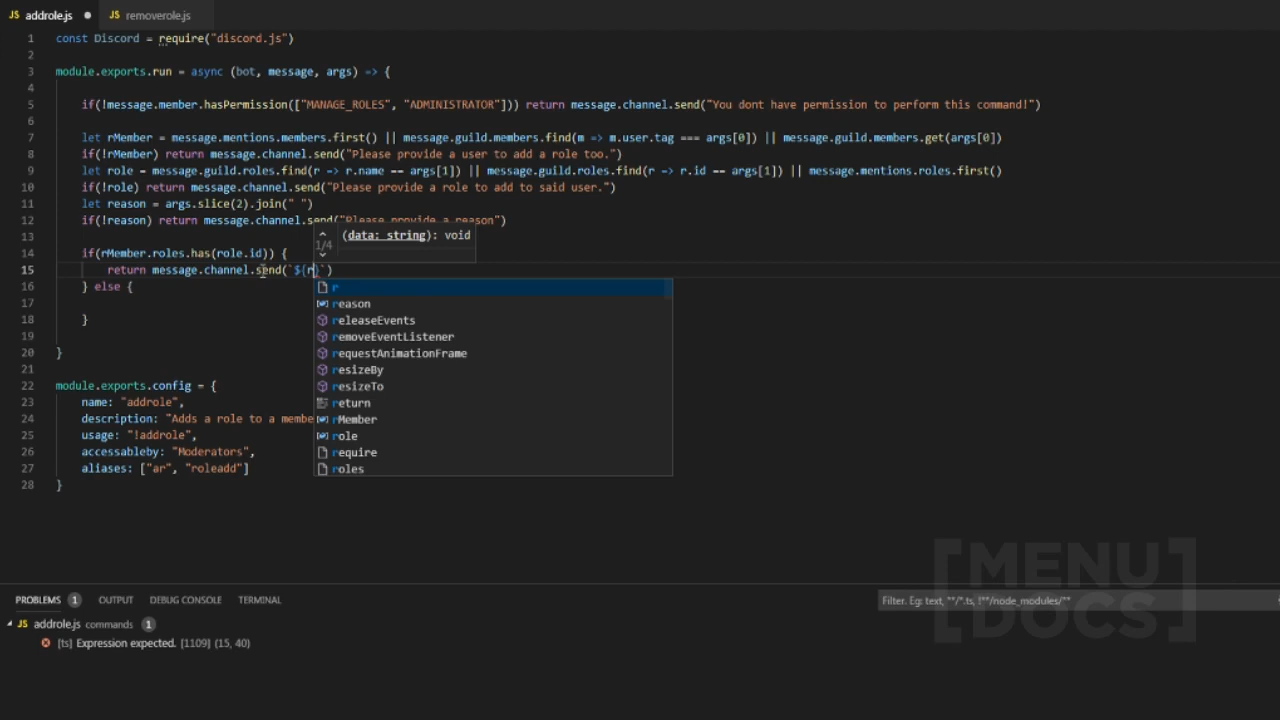 JS addrole.js JS removerole.js
1 const Discord = require("discord.js")
2
3 module.exports.run = async (bot, message, args) => {
4
5 if(!message.member.hasPermission(["MANAGE_ROLES", "ADMINISTRATOR"])) return message.channel.send("You dont have permission to perform this command!")
6
7 let rMember = message.mentions.members.first() || message.guild.members.find(m => m.user.tag === args[0]) || message.guild.members.get(args[0])
8 if(!rMember) return message.channel.send("Please provide a user to add a role too.")
9 let role = message.guild.roles.find(r => r.name == args[1]) || message.guild.roles.find(r => r.id == args[1]) || message.mentions.roles.first()
10 if(!role) return message.channel.send("Please provide a role to add to said user.")
11 let reason = args.slice(2).join(" ")
12 if(!reason) return message.channel.send("Please provide a reason")
13
1/4 (data: string): void
14 if(rMember.roles.has(role.id)) {
15 return message.channel.send(`${r}`)
16 } else {
r
17
reason
18 }
releaseEvents
19
removeEventListener
20 }
requestAnimationFrame
21
resizeBy
22 module.exports.config = {
resizeTo
23 name: "addrole",
return
24 description: "Adds a role to a membe
rMember
25 usage: "!addrole",
role
26 accessableby: "Moderators",
require
27 aliases: ["ar", "roleadd"]
roles
28 }
PROBLEMS 1 OUTPUT DEBUG CONSOLE TERMINAL
Filter. Eg: text, **/*.ts, !**/node_modules/**
JS addrole.js commands 1
[ts] Expression expected. [1109] (15, 40)
[MENU
DOCS]